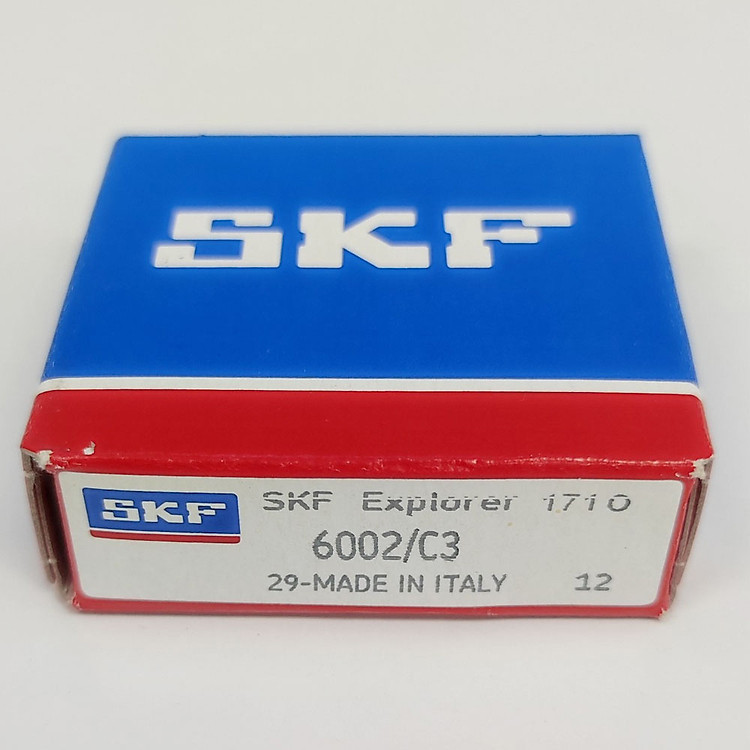 SKF
SKF
SKF Explorer 1710
6002/C3
29-MADE IN ITALY 12